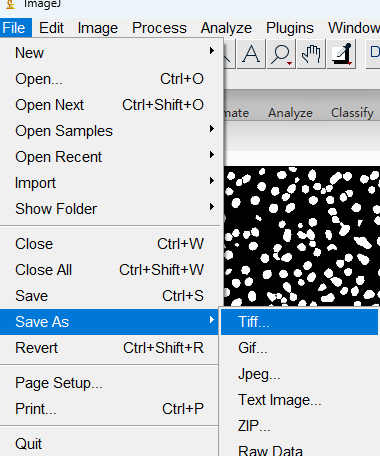 ImageJ
File Edit Image Process Analyze Plugins Window
New
Open... Ctrl+O
Open Next Ctrl+Shift+O
Open Samples
Open Recent
Import
Show Folder
Close Ctrl+W
Close All Ctrl+Shift+W
Save Ctrl+S
Save As
Revert Ctrl+Shift+R
Page Setup...
Print... Ctrl+P
Quit
A
D
mate Analyze Classify
Tiff...
Gif...
Jpeg...
Text Image...
ZIP...
Raw Data